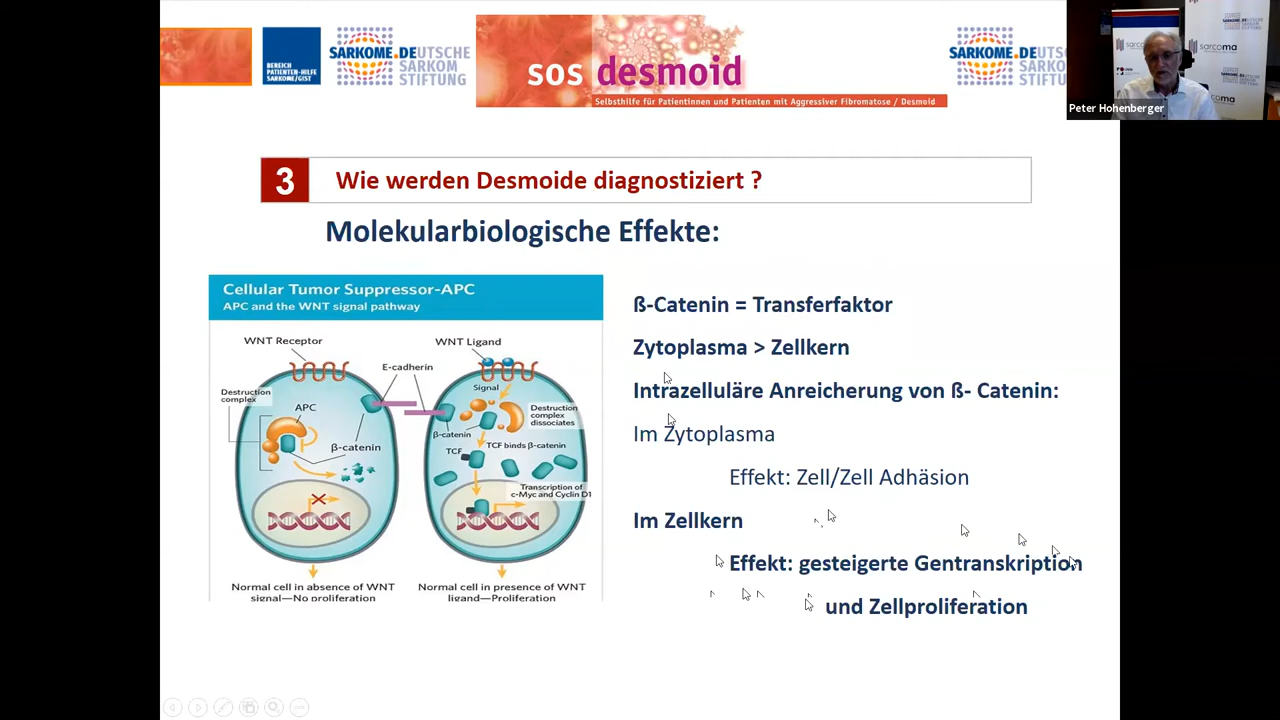 BEREICH
PATIENTEN-HILFE
SARKOME/GIST
SARKOME.DEUTSCHE
SARKOM
STIFTUNG
sos desmoid
Selbsthilfe für Patientinnen und Patienten mit Aggressiver Fibromatose / Desmoid
SARKOME.DEU
SARK
STIFT
sarcoma
Peter Hohenberger
3
Wie werden Desmoide diagnostiziert ?
Molekularbiologische Effekte:
Cellular Tumor Suppressor-APC
APC and the WNT signal pathway
WNT Receptor
WNT Ligand
E-cadherin
Signal
Destruction
complex
APC
Destruction
complex
dissociates
β-catenin
β-catenin
TCF
TCF binds β-catenin
Transcription of
c-Myc and Cyclin D1
Normal cell in absence of WNT
signal—No proliferation
Normal cell in presence of WNT
ligand—Proliferation
ß-Catenin = Transferfaktor
Zytoplasma > Zellkern
Intrazelluläre Anreicherung von ß- Catenin:
Im Zytoplasma
Effekt: Zell/Zell Adhäsion
Im Zellkern
Effekt: gesteigerte Gentranskription
und Zellproliferation